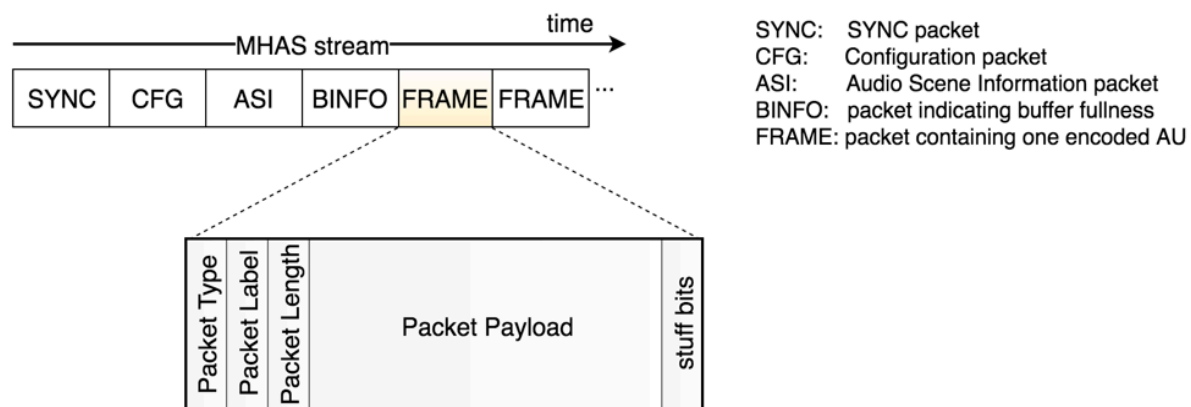 time
MHAS stream
SYNC CFG ASI BINFO FRAME FRAME ...
SYNC: SYNC packet
CFG: Configuration packet
ASI: Audio Scene Information packet
BINFO: packet indicating buffer fullness
FRAME: packet containing one encoded AU
Packet Type
Packet Label
Packet Length
Packet Payload
stuff bits